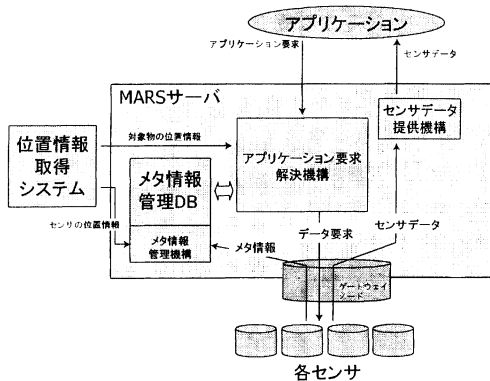 アプリケーション
アプリケーション要求
センサデータ
MARSサーバ
センサデータ
提供機構
位置情報
取得
システム
対象物の位置情報
アプリケーション要求
解決機構
メタ情報
管理DB
センサの位置情報
メタ情報
管理機構
メタ情報
データ要求
センサデータ
ゲートウェイ
ノード
各センサ